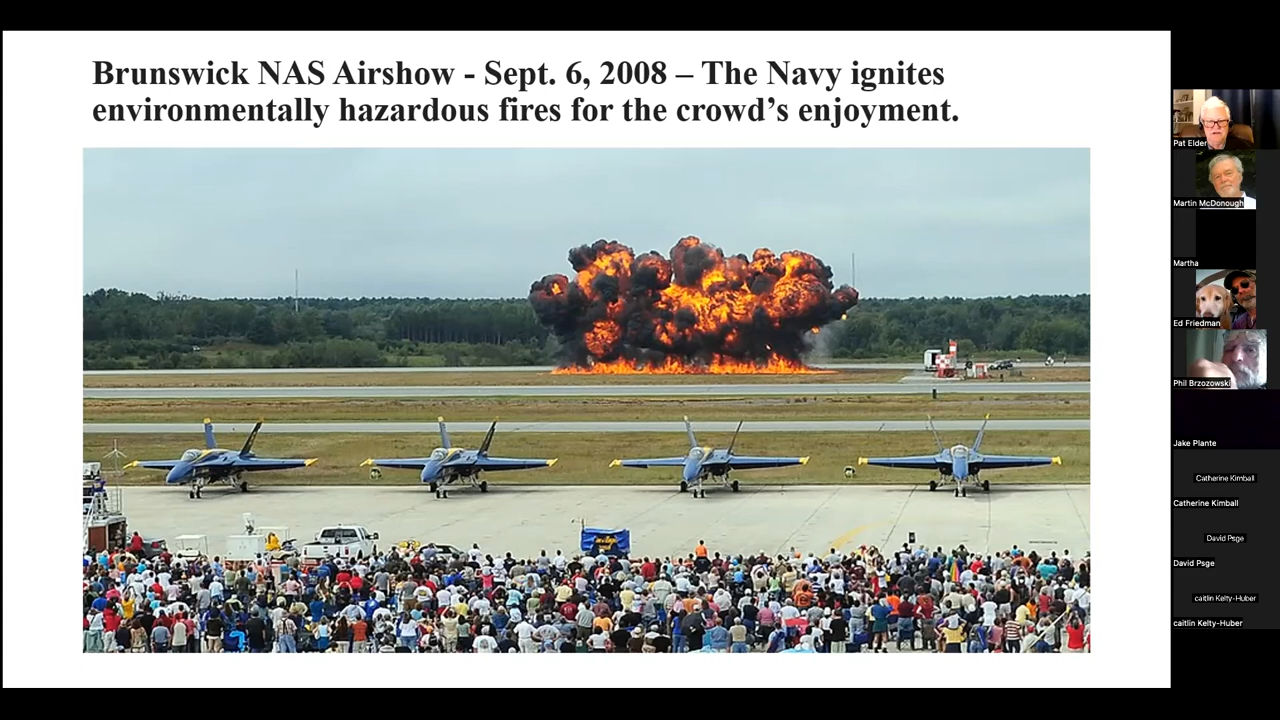 Brunswick NAS Airshow - Sept. 6, 2008 – The Navy ignites
environmentally hazardous fires for the crowd’s enjoyment.
Pat Elder
Martin McDonough
Martha
Ed Friedman
Phil Brzozowski
Jake Plante
Catherine Kimball
Catherine Kimball
David Psge
David Psge
caitlin Kelty-Huber
caitlin Kelty-Huber